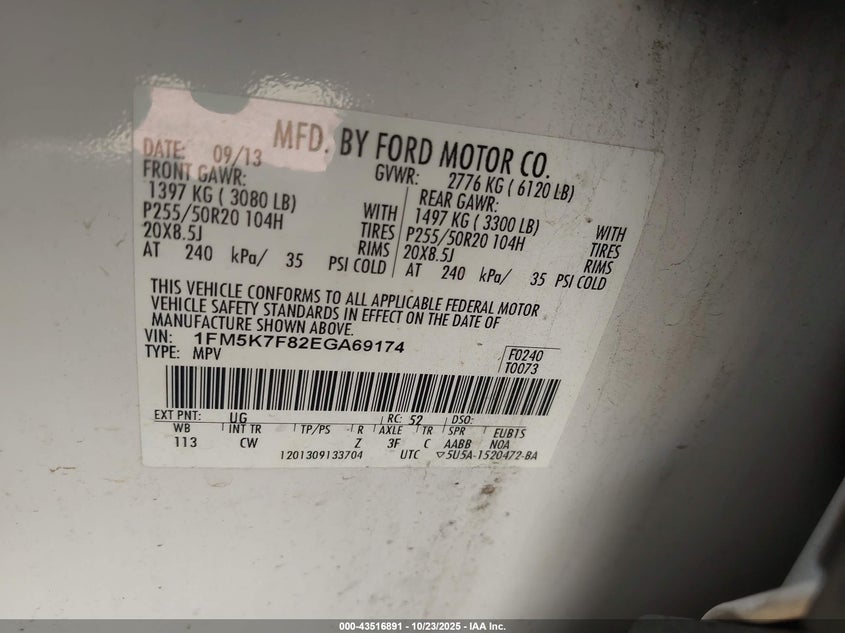 MFD. BY FORD MOTOR CO.
DATE: 09/13 GVWR: 2776 KG ( 6120 LB)
FRONT GAWR: REAR GAWR:
1397 KG ( 3080 LB) WITH 1497 KG ( 3300 LB) WITH
P255/50R20 104H TIRES P255/50R20 104H TIRES
20X8.5J RIMS 20X8.5J RIMS
AT 240 kPa/ 35 PSI COLD AT 240 kPa/ 35 PSI COLD
THIS VEHICLE CONFORMS TO ALL APPLICABLE FEDERAL MOTOR
VEHICLE SAFETY STANDARDS IN EFFECT ON THE DATE OF
MANUFACTURE SHOWN ABOVE.
VIN: 1FM5K7F82EGA69174
TYPE: MPV F0240
T0073
EXT PNT: UG RC: 52 DSO:
WB INT TR TP/PS R AXLE TR SPR EUBTS
113 CW Z 3F C AABB NOA
1201309133704 UTC ▽5U5A-1520472-BA
000-43516891 - 10/23/2025 - IAA Inc.